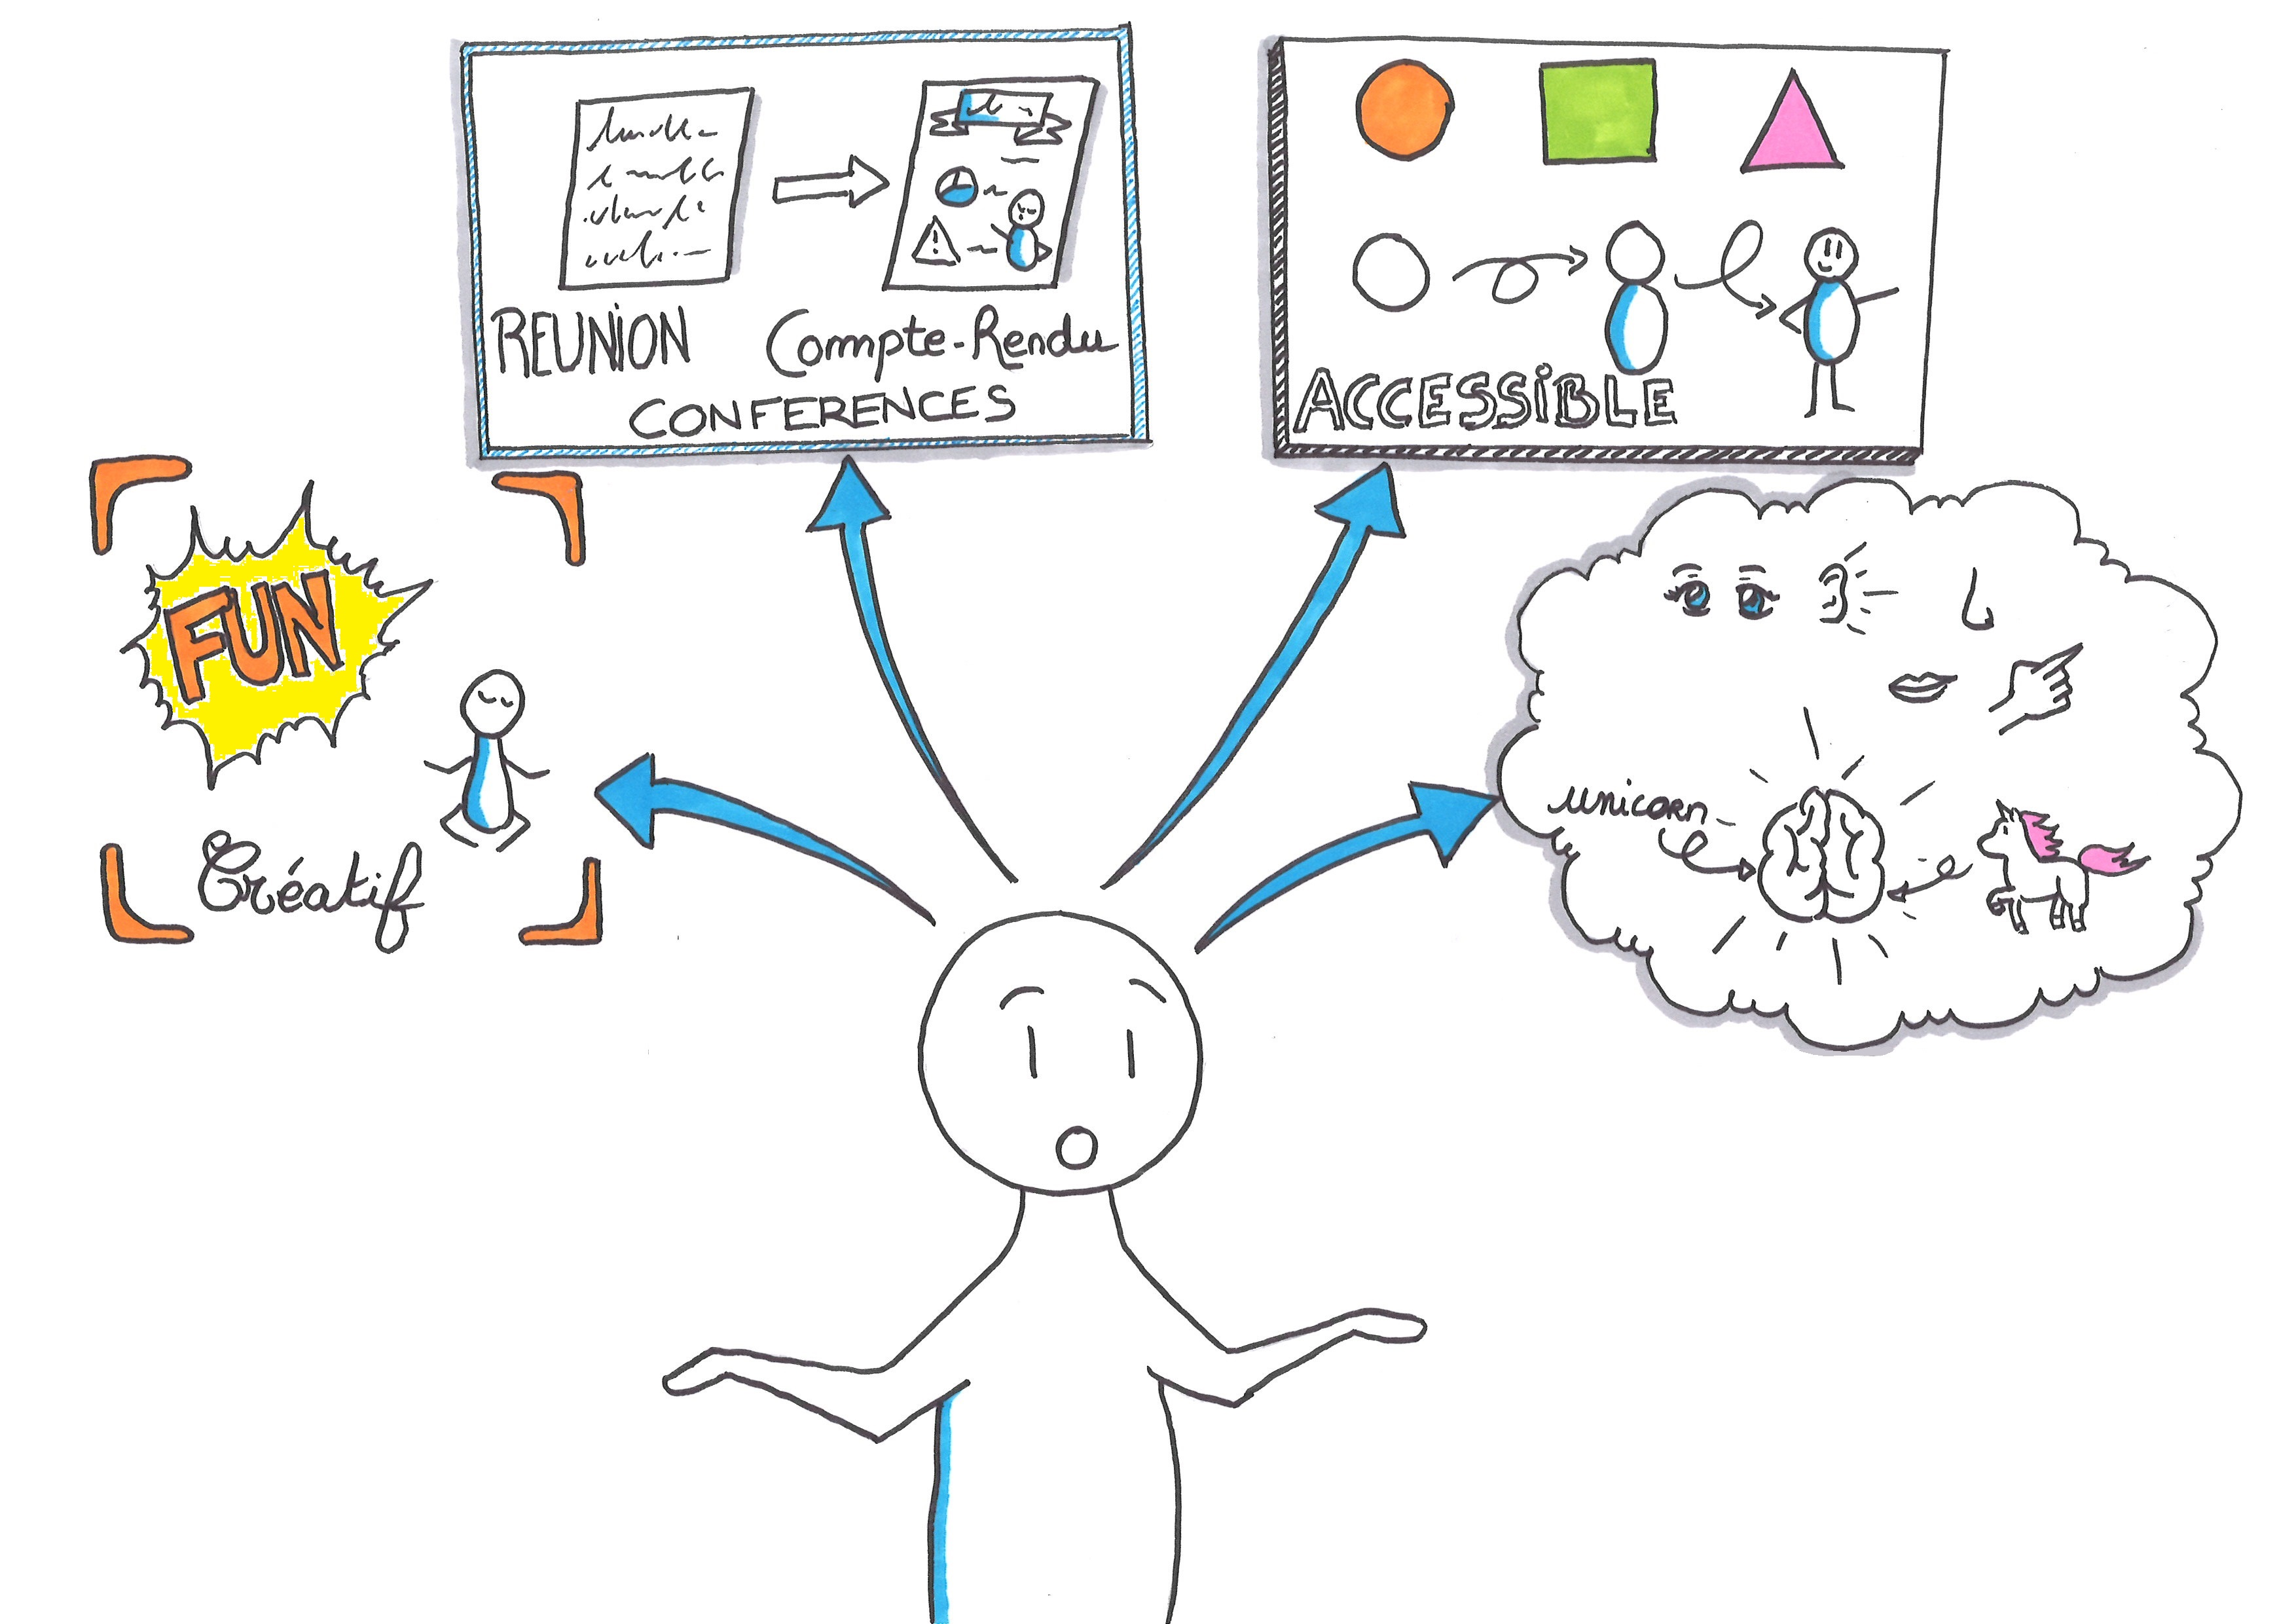 REUNION
Compte-Rendu
CONFERENCES
ACCESSIBLE
FUN
Créatif
unicorn